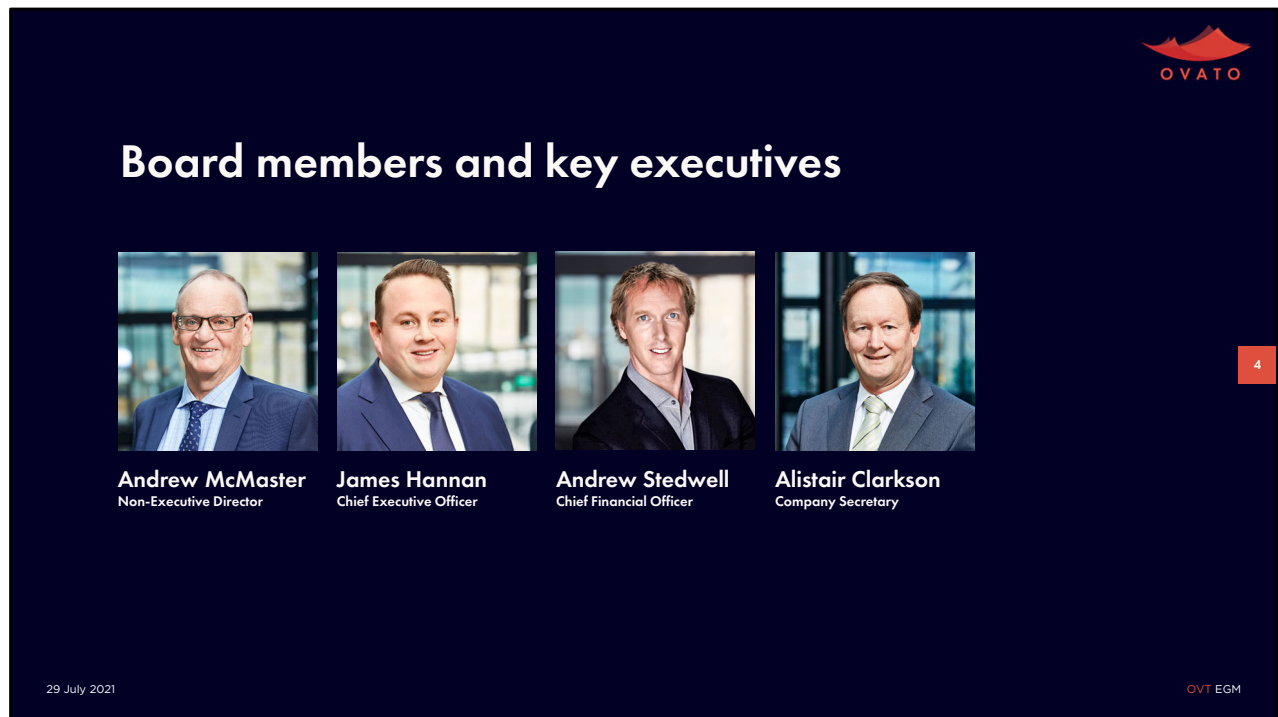 OVATO
Board members and key executives
Andrew McMaster
Non-Executive Director
James Hannan
Chief Executive Officer
Andrew Stedwell
Chief Financial Officer
Alistair Clarkson
Company Secretary
4
29 July 2021
OVT EGM